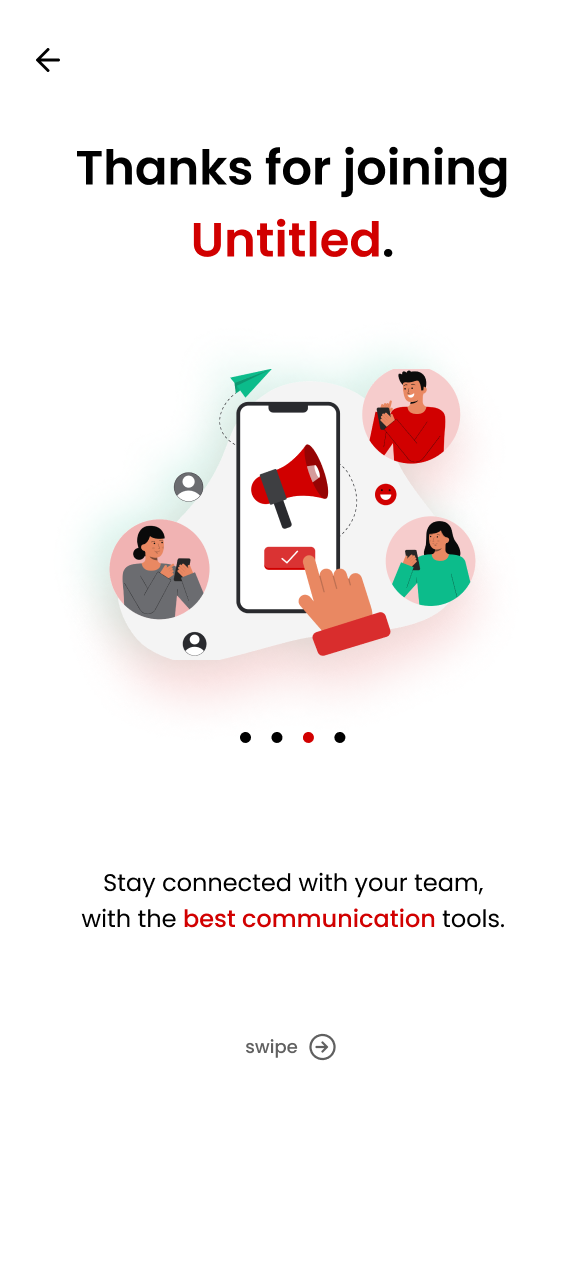 Thanks for joining
Untitled.
Stay connected with your team,
with the best communication tools.
swipe